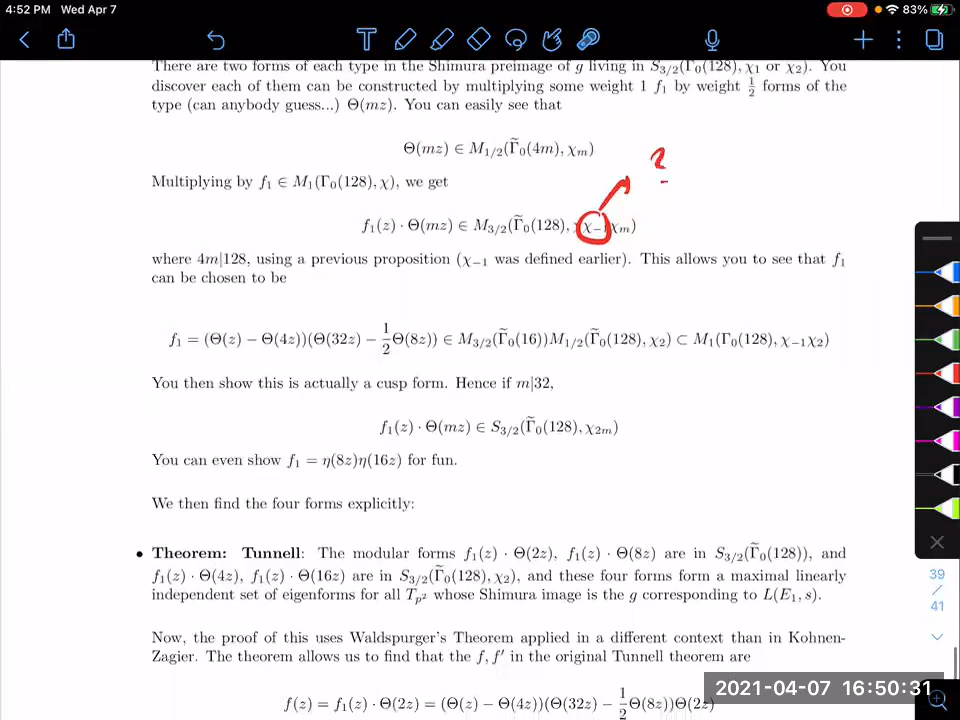 4:52 PM Wed Apr 7
83%
There are two forms of each type in the Shimura preimage of g living in S_{3/2}(Γ̃_0(128), χ_1 or χ_2). You
discover each of them can be constructed by multiplying some weight 1 f_1 by weight 1/2 forms of the
type (can anybody guess...) Θ(mz). You can easily see that
Θ(mz) ∈ M_{1/2}(Γ̃_0(4m), χ_m)
?
Multiplying by f_1 ∈ M_1(Γ_0(128), χ), we get
f_1(z) · Θ(mz) ∈ M_{3/2}(Γ̃_0(128), χχ_{−1}χ_m)
where 4m|128, using a previous proposition (χ_{−1} was defined earlier). This allows you to see that f_1
can be chosen to be
f_1 = (Θ(z) − Θ(4z))(Θ(32z) − 1/2 Θ(8z)) ∈ M_{3/2}(Γ̃_0(16))M_{1/2}(Γ̃_0(128), χ_2) ⊂ M_1(Γ_0(128), χ_{−1}χ_2)
You then show this is actually a cusp form. Hence if m|32,
f_1(z) · Θ(mz) ∈ S_{3/2}(Γ̃_0(128), χ_{2m})
You can even show f_1 = η(8z)η(16z) for fun.
We then find the four forms explicitly:
• Theorem: Tunnell: The modular forms f_1(z) · Θ(2z), f_1(z) · Θ(8z) are in S_{3/2}(Γ̃_0(128)), and
f_1(z) · Θ(4z), f_1(z) · Θ(16z) are in S_{3/2}(Γ̃_0(128), χ_2), and these four forms form a maximal linearly
independent set of eigenforms for all T_{p²} whose Shimura image is the g corresponding to L(E_1, s).
Now, the proof of this uses Waldspurger's Theorem applied in a different context than in Kohnen-
Zagier. The theorem allows us to find that the f, f′ in the original Tunnell theorem are
f(z) = f_1(z) · Θ(2z) = (Θ(z) − Θ(4z))(Θ(32z) − 1/2 Θ(8z))Θ(2z)
39
/
41
2021-04-07 16:50:31